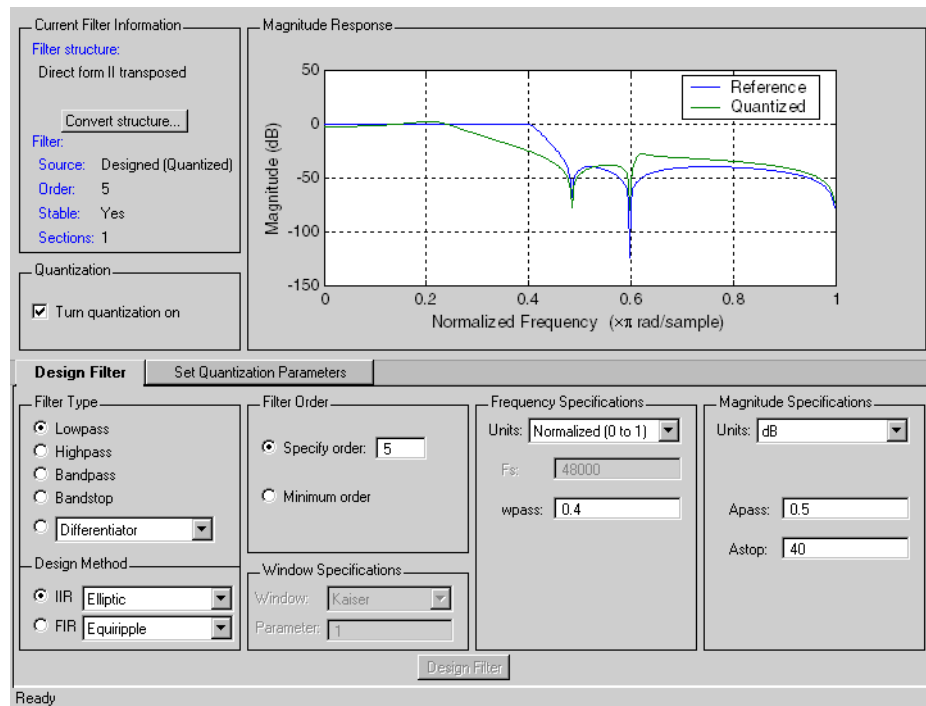 Current Filter Information
Filter structure:
Direct form II transposed
Convert structure...
Filter:
Source: Designed (Quantized)
Order: 5
Stable: Yes
Sections: 1
Quantization
Turn quantization on
Magnitude Response
Magnitude (dB)
50
0
-50
-100
-150
Reference
Quantized
0 0.2 0.4 0.6 0.8 1
Normalized Frequency (×π rad/sample)
Design Filter
Set Quantization Parameters
Filter Type
Lowpass
Highpass
Bandpass
Bandstop
Differentiator
Design Method
IIR Elliptic
FIR Equiripple
Filter Order
Specify order: 5
Minimum order
Window Specifications
Window: Kaiser
Parameter: 1
Frequency Specifications
Units: Normalized (0 to 1)
Fs: 48000
wpass: 0.4
Magnitude Specifications
Units: dB
Apass: 0.5
Astop: 40
Design Filter
Ready